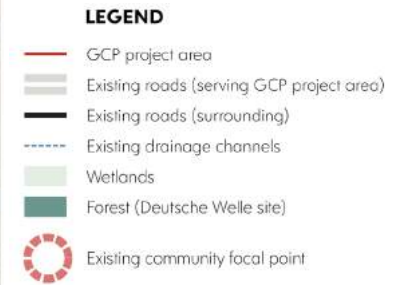 LEGEND
GCP project area
Existing roads (serving GCP project area)
Existing roads (surrounding)
Existing drainage channels
Wetlands
Forest (Deutsche Welle site)
Existing community focal point